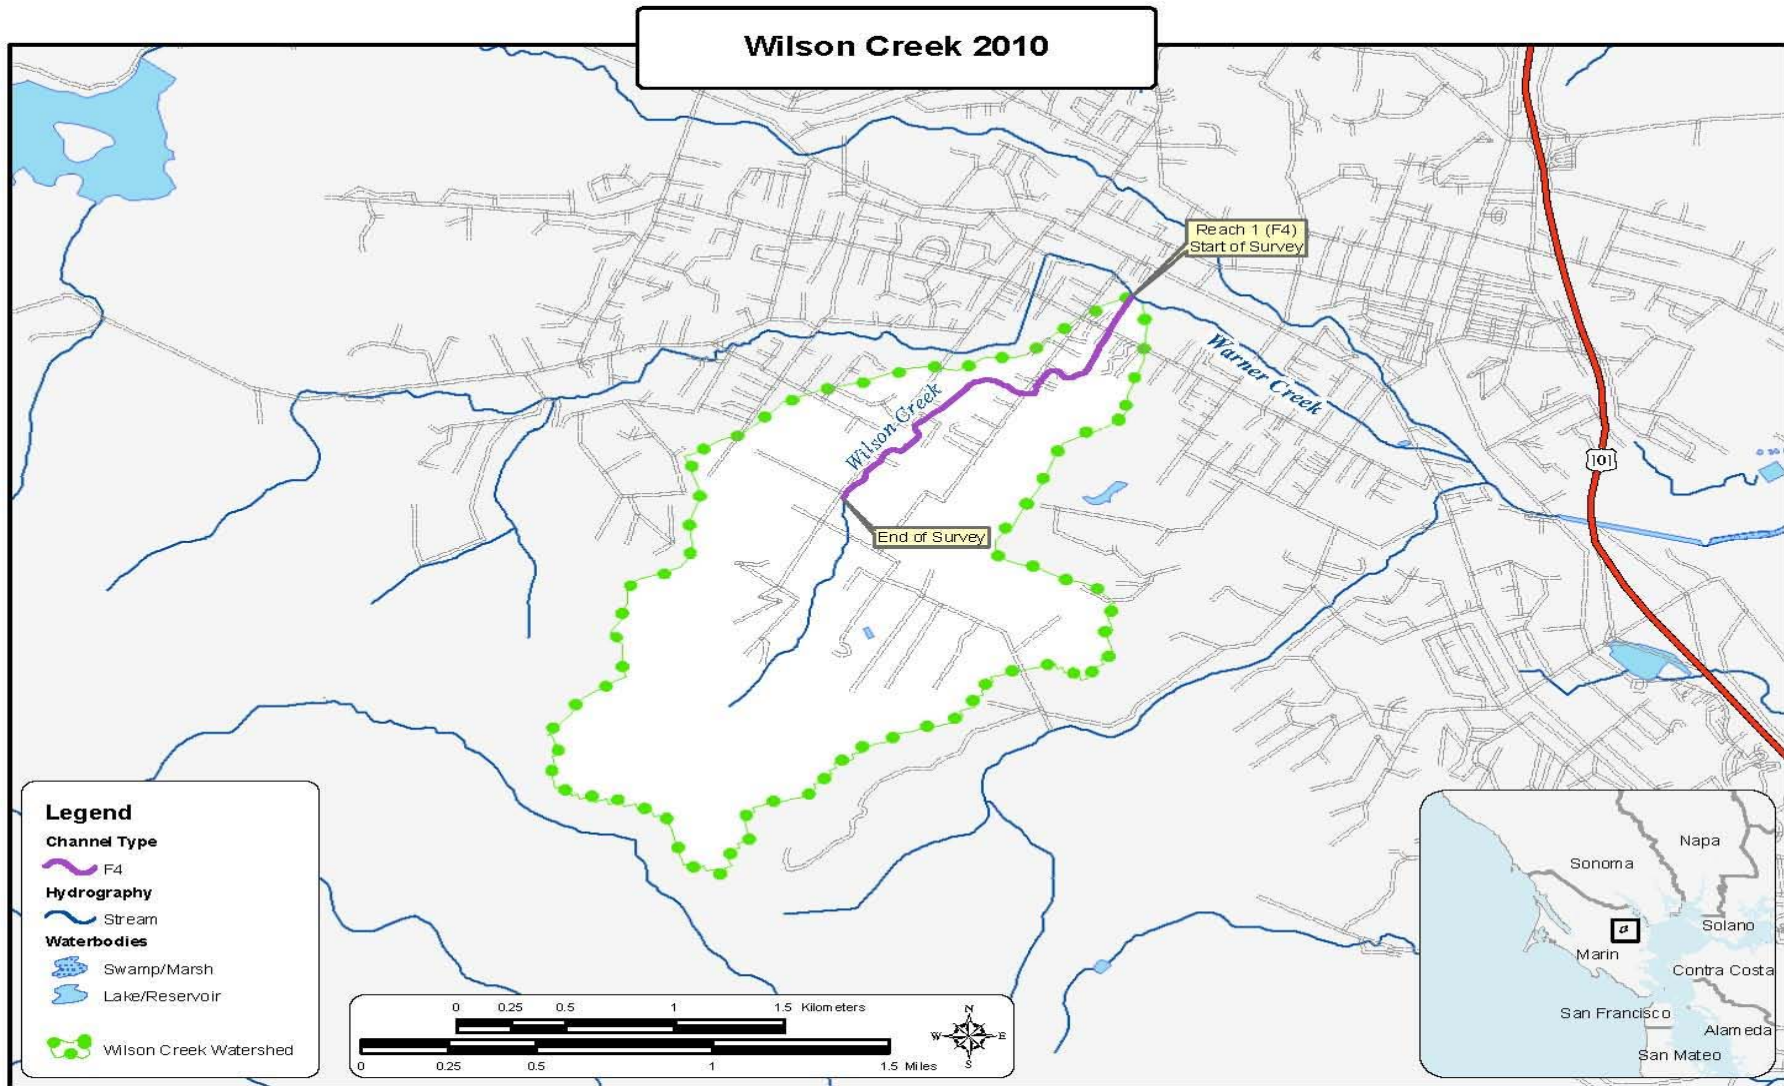 Wilson Creek 2010
Reach 1 (F4)
Start of Survey
Warner Creek
Wilson Creek
101
End of Survey
Legend
Channel Type
F4
Hydrography
Stream
Waterbodies
Swamp/Marsh
Lake/Reservoir
Wilson Creek Watershed
0 0.25 0.5 1 1.5 Kilometers
0 0.25 0.5 1 1.5 Miles
N
W E
S
Napa
Sonoma
Solano
Marin
Contra Costa
San Francisco
Alameda
San Mateo